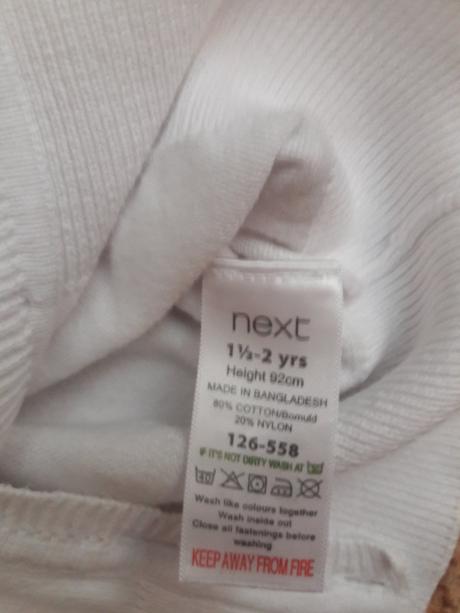 next
1½-2 yrs
Height 92cm
MADE IN BANGLADESH
80% COTTON/Bomuld
20% NYLON
126-558
IF IT'S NOT DIRTY WASH AT 30
40
Wash like colours together
Wash inside out
Close all fastenings before
washing
KEEP AWAY FROM FIRE